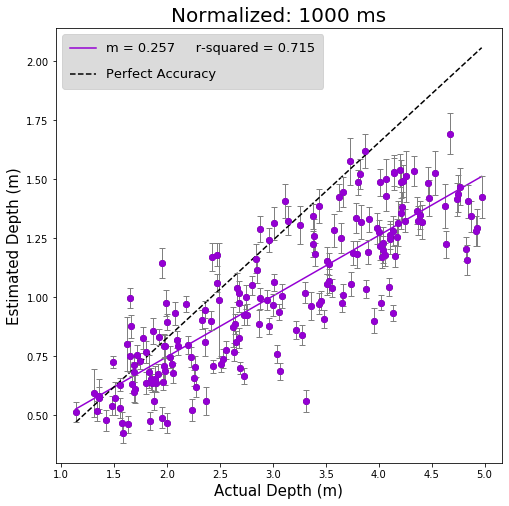 Normalized: 1000 ms
m = 0.257 r-squared = 0.715
Perfect Accuracy
2.00
1.75
1.50
1.25
1.00
0.75
0.50
Estimated Depth (m)
1.0 1.5 2.0 2.5 3.0 3.5 4.0 4.5 5.0
Actual Depth (m)